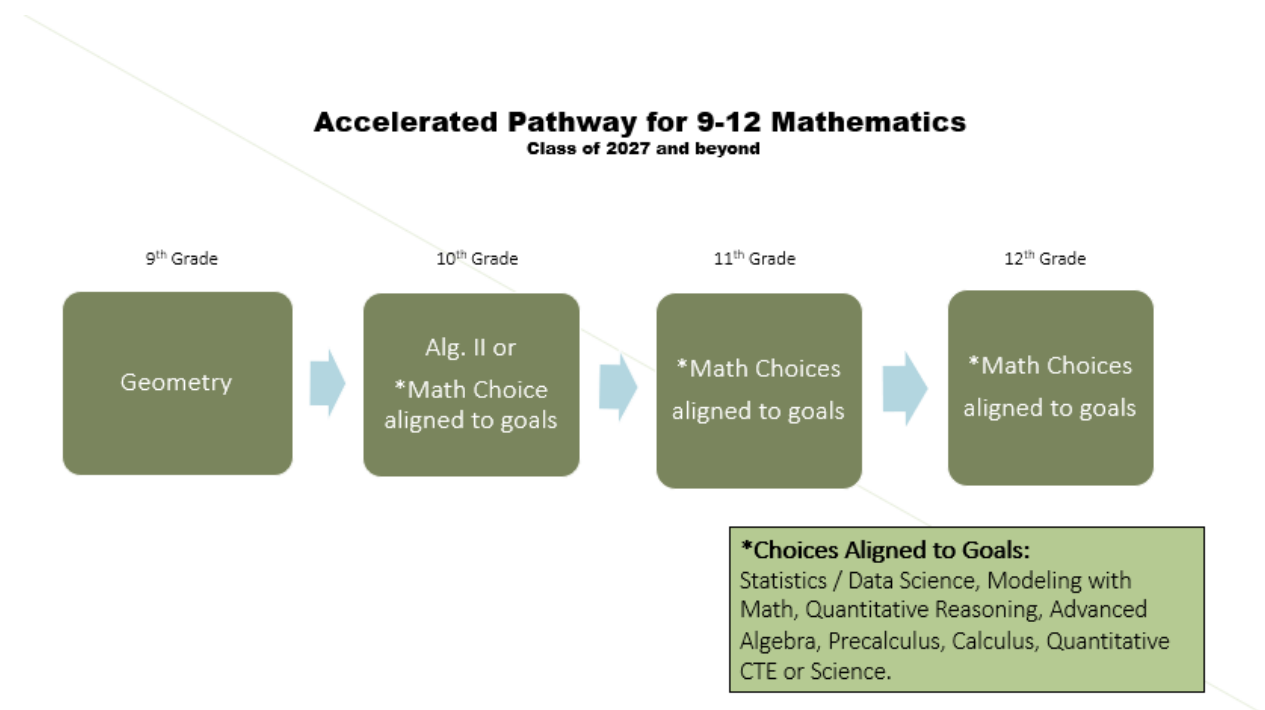 Accelerated Pathway for 9-12 Mathematics
Class of 2027 and beyond
9th Grade
10th Grade
11th Grade
12th Grade
Geometry
Alg. II or
*Math Choice
aligned to goals
*Math Choices
aligned to goals
*Math Choices
aligned to goals
*Choices Aligned to Goals:
Statistics / Data Science, Modeling with
Math, Quantitative Reasoning, Advanced
Algebra, Precalculus, Calculus, Quantitative
CTE or Science.